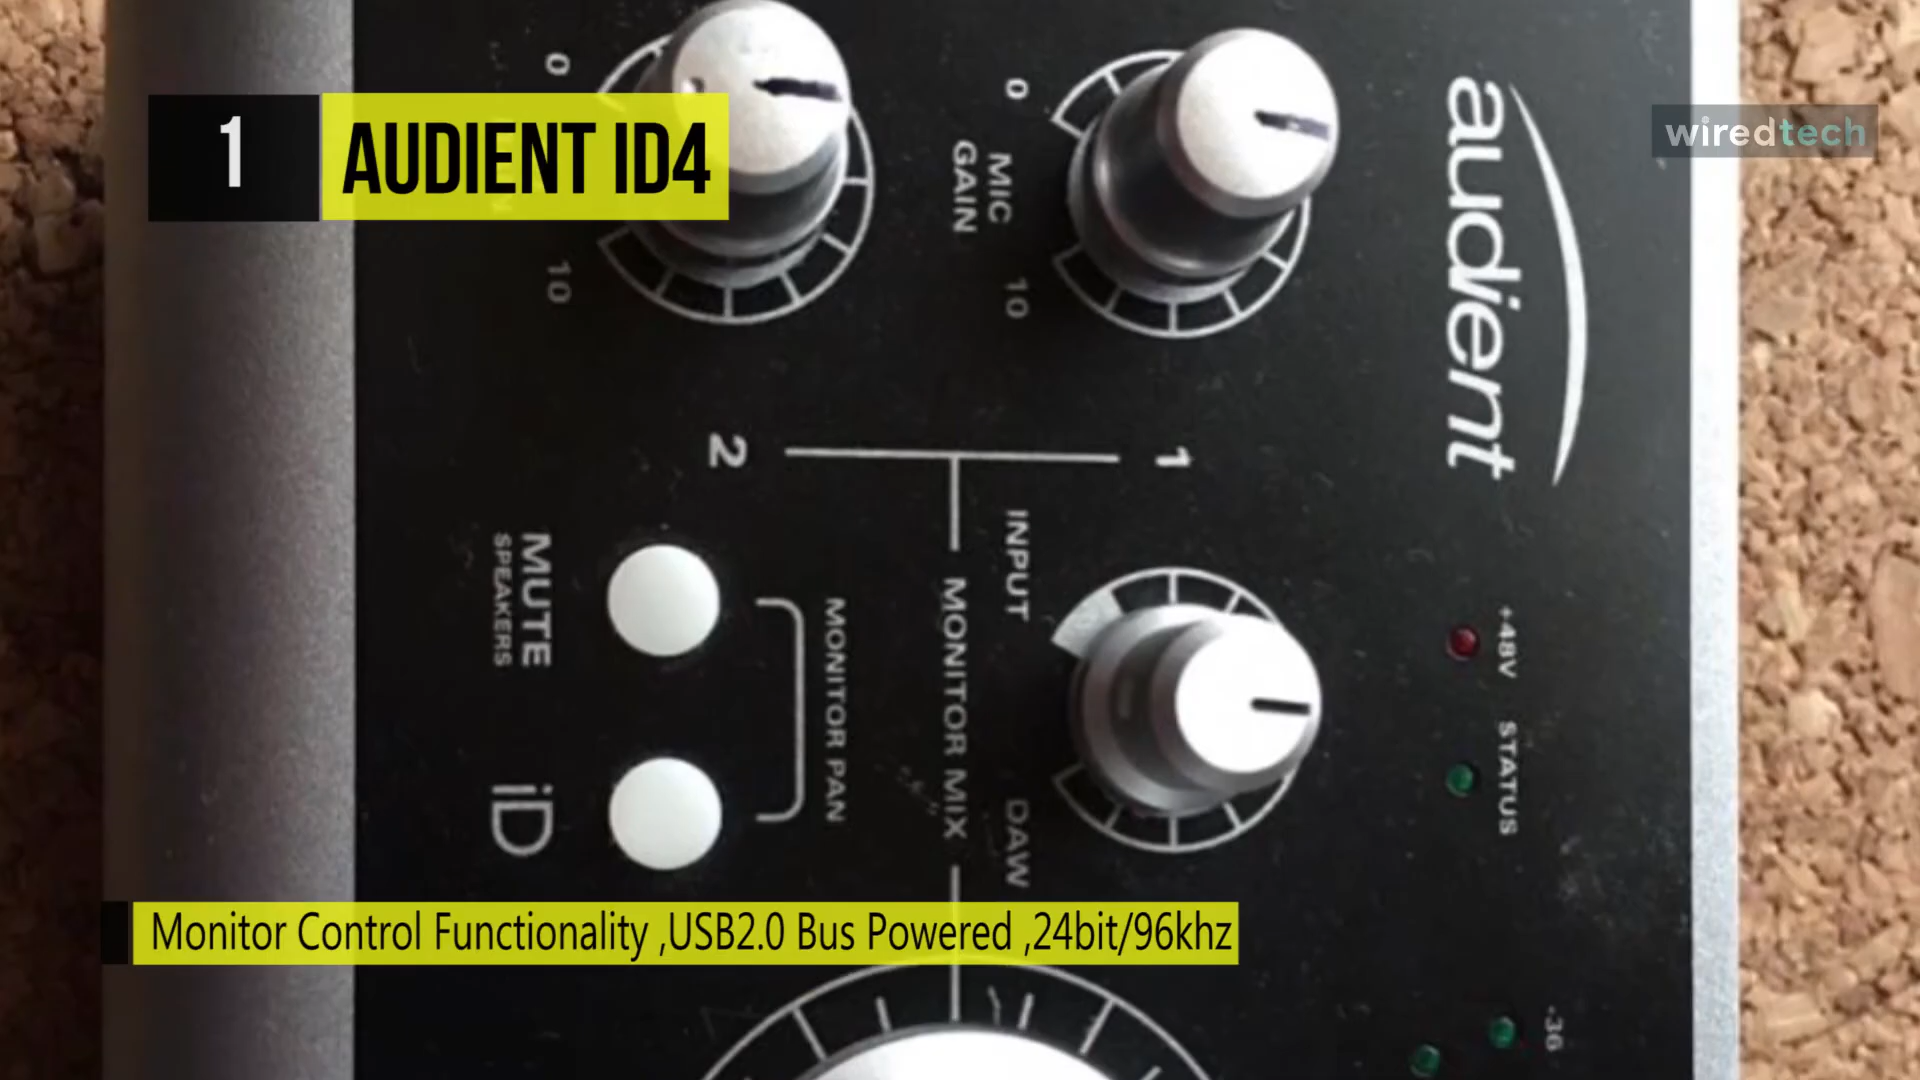 1
AUDIENT ID4
wiredtech
audient
0
MIC
GAIN
10
0
10
1
2
INPUT
MONITOR MIX
DAW
MONITOR PAN
MUTE
SPEAKERS
iD
+48V
STATUS
-36
Monitor Control Functionality ,USB2.0 Bus Powered ,24bit/96khz